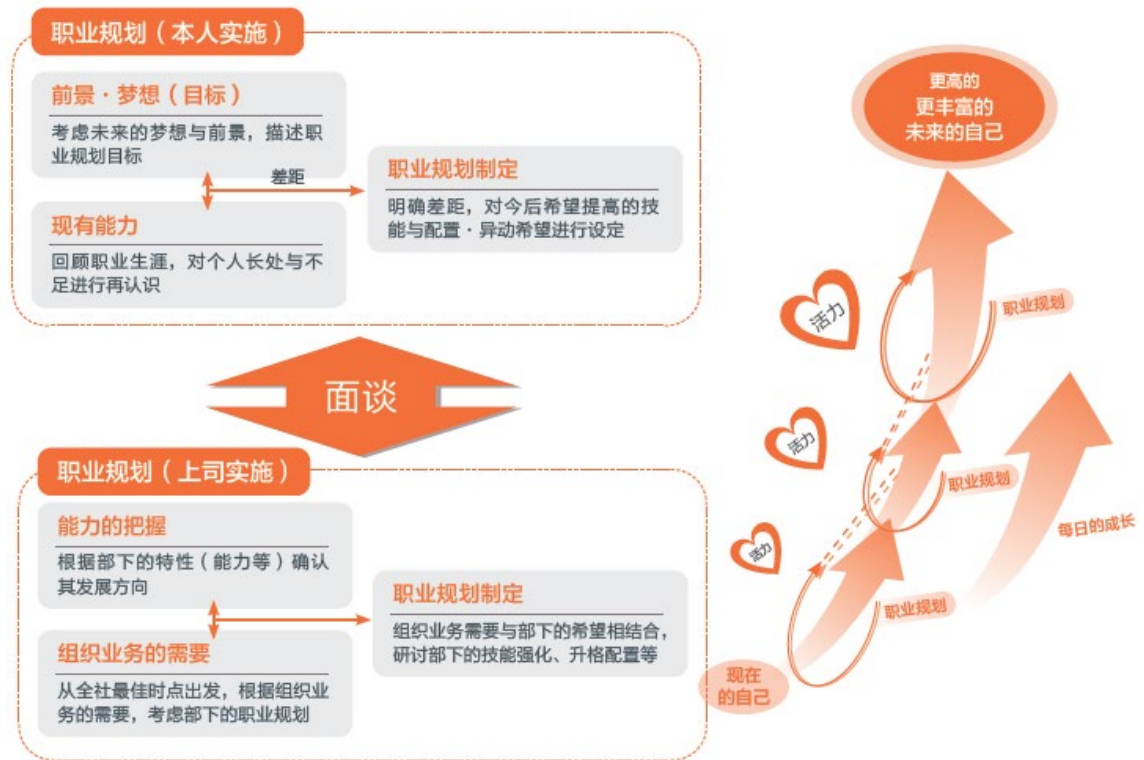 职业规划（本人实施）
前景·梦想（目标）
考虑未来的梦想与前景，描述职
业规划目标
差距
现有能力
回顾职业生涯，对个人长处与不
足进行再认识
职业规划制定
明确差距，对今后希望提高的技
能与配置·异动希望进行设定
面谈
职业规划（上司实施）
能力的把握
根据部下的特性（能力等）确认
其发展方向
组织业务的需要
从全社最佳时点出发，根据组织业
务的需要，考虑部下的职业规划
职业规划制定
组织业务需要与部下的希望相结合，
研讨部下的技能强化、升格配置等
更高的
更丰富的
未来的自己
活力
职业规划
活力
职业规划
每日的成长
活力
职业规划
现在
的自己